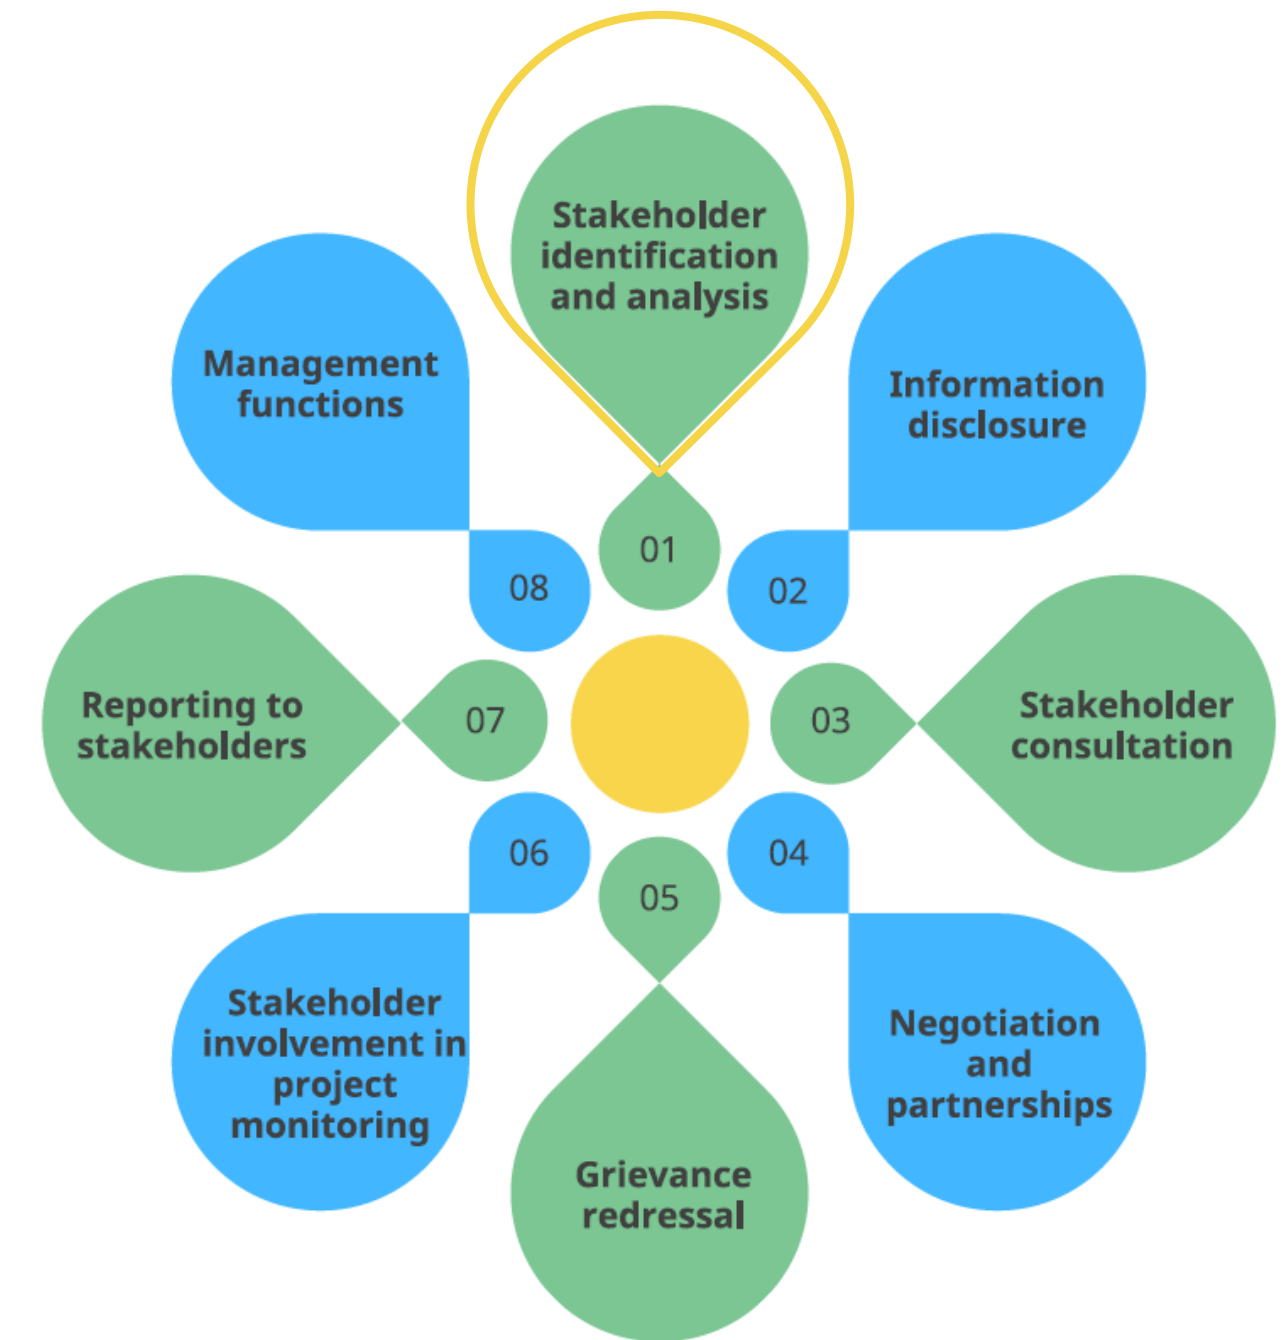 Stakeholder
identification
and analysis
01
Information
disclosure
02
Stakeholder
consultation
03
Negotiation
and
partnerships
04
Grievance
redressal
05
Stakeholder
involvement in
project
monitoring
06
Reporting to
stakeholders
07
Management
functions
08